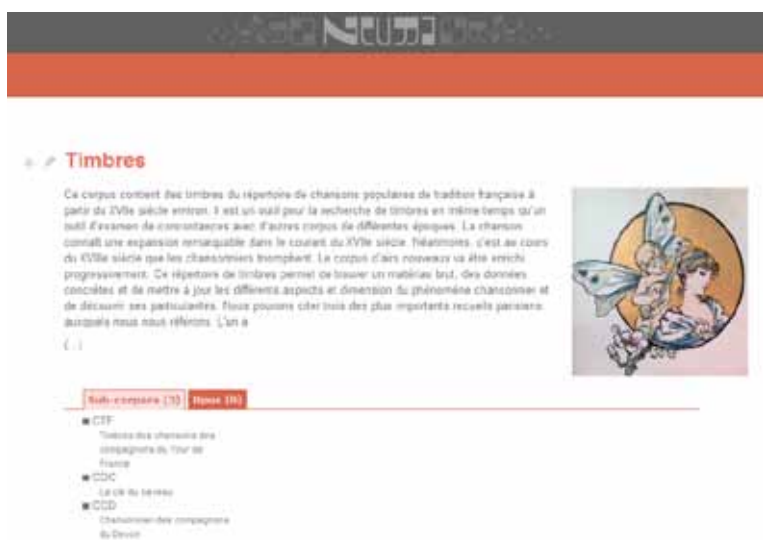 NEUMA
Timbres
Ce corpus contient des timbres du répertoire de chansons populaires de tradition française à
partir du XVIIe siècle environ. Il est un outil pour la recherche de timbres en même temps qu'un
outil d'examen de concordances avec d'autres corpus de différentes époques. La chanson
connaît une expansion remarquable dans le courant du XVIIe siècle. Néanmoins, c'est au cours
du XVIIIe siècle que les chansonniers triomphent. Le corpus d'airs nouveaux va être enrichi
progressivement. Ce répertoire de timbres permet de trouver un matériau brut, des données
concrètes et de mettre à jour les différents aspects et dimension du phénomène chansonnier et
de découvrir ses particularités. Nous pouvons citer trois des plus importants recueils parisiens
auxquels nous nous référons. L'un a
(...)
Sub-corpora (3) Opus (0)
CTF
Timbres des chansons des
compagnons du Tour de
France
CDC
La clé du caveau
CCD
Chansonnier des compagnons
du Devoir